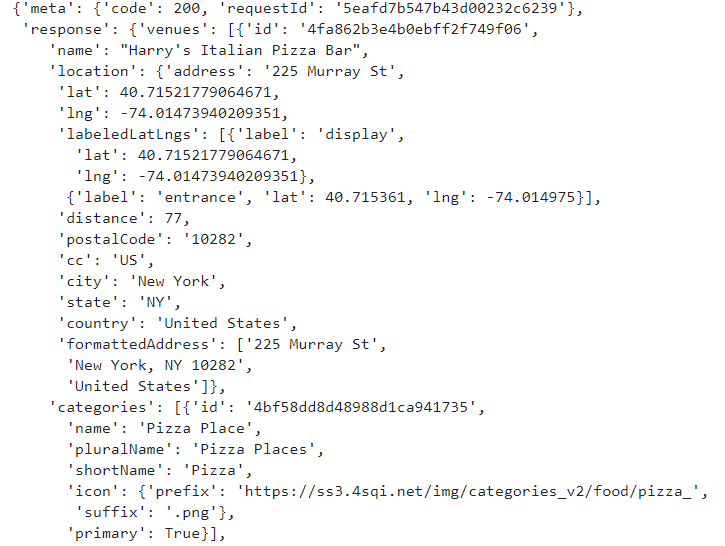 {'meta': {'code': 200, 'requestId': '5eafd7b547b43d00232c6239'},
'response': {'venues': [{'id': '4fa862b3e4b0ebff2f749f06',
'name': "Harry's Italian Pizza Bar",
'location': {'address': '225 Murray St',
'lat': 40.71521779064671,
'lng': -74.01473940209351,
'labeledLatLngs': [{'label': 'display',
'lat': 40.71521779064671,
'lng': -74.01473940209351},
{'label': 'entrance', 'lat': 40.715361, 'lng': -74.014975}],
'distance': 77,
'postalCode': '10282',
'cc': 'US',
'city': 'New York',
'state': 'NY',
'country': 'United States',
'formattedAddress': ['225 Murray St',
'New York, NY 10282',
'United States']},
'categories': [{'id': '4bf58dd8d48988d1ca941735',
'name': 'Pizza Place',
'pluralName': 'Pizza Places',
'shortName': 'Pizza',
'icon': {'prefix': 'https://ss3.4sqi.net/img/categories_v2/food/pizza_',
'suffix': '.png'},
'primary': True}],